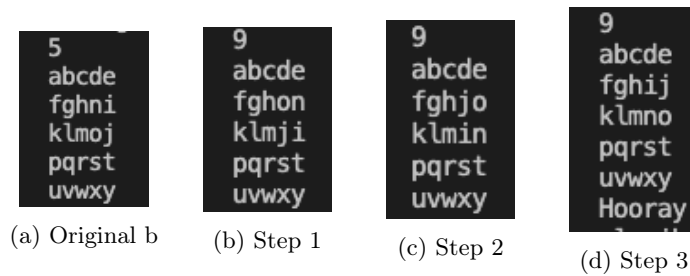 5
abcde
fghni
klmoj
pqrst
uvwxy
(a) Original b
9
abcde
fghon
klmji
pqrst
uvwxy
(b) Step 1
9
abcde
fghjo
klmin
pqrst
uvwxy
(c) Step 2
9
abcde
fghij
klmno
pqrst
uvwxy
Hooray
(d) Step 3